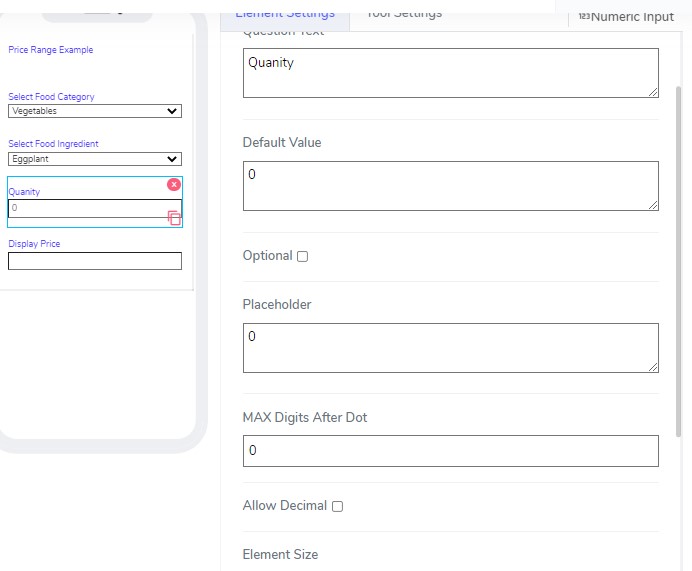 Element Settings
Tool Settings
123Numeric Input
Price Range Example
Select Food Category
Vegetables
Select Food Ingredient
Eggplant
Quanity
0
Display Price
Question Text
Quanity
Default Value
0
Optional
Placeholder
0
MAX Digits After Dot
0
Allow Decimal
Element Size